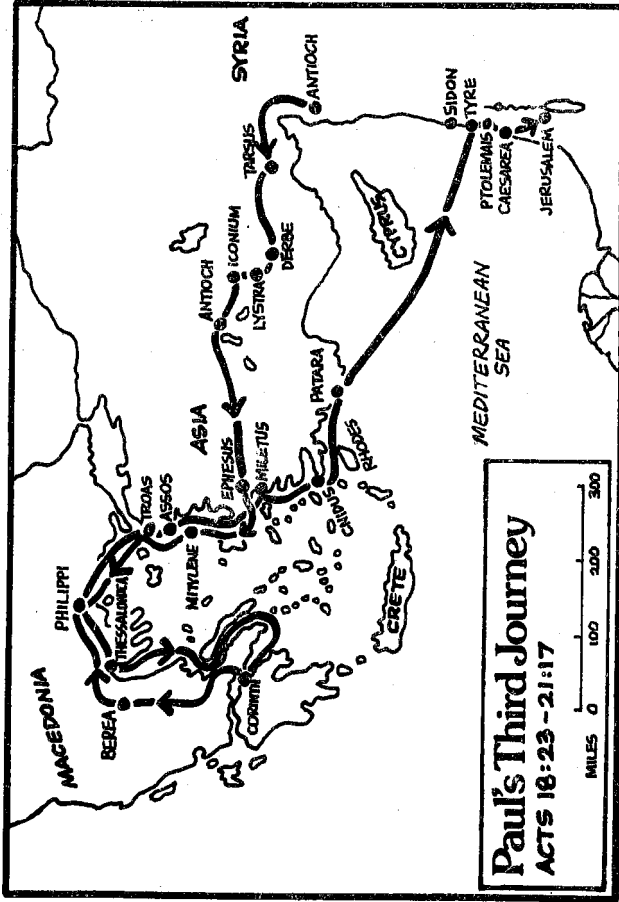 SYRIA
ANTIOCH
TARSUS
ICONIUM
ANTIOCH
LYSTRA
DERBE
SIDON
TYRE
PTOLEMAIS
CAESAREA
JERUSALEM
CYPRUS
MEDITERRANEAN
SEA
ASIA
EPHESUS
MILETUS
PATARA
RHODES
CNIDUS
TROAS
ASSOS
MITYLENE
PHILIPPI
THESSALONICA
MACEDONIA
BEREA
CORINTH
CRETE
Paul's Third Journey
ACTS 18:23-21:17
MILES 0 100 200 300